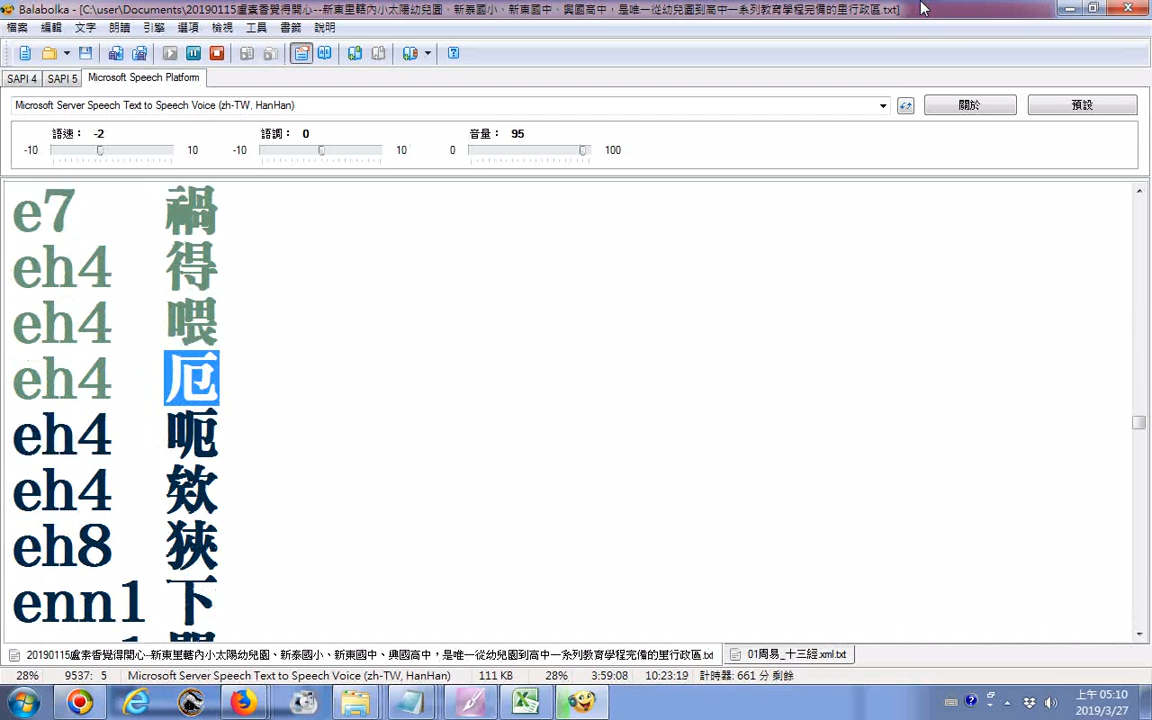 Balabolka - [C:\user\Documents\20190115盧素香覺得開心--新東里轄內小太陽幼兒園、新泰國小、新東國中、興國高中，是唯一從幼兒園到高中一系列教育學程完備的里行政區.txt]
檔案 編輯 文字 朗讀 引擎 選項 檢視 工具 書籤 說明
SAPI 4 SAPI 5 Microsoft Speech Platform
Microsoft Server Speech Text to Speech Voice (zh-TW, HanHan) 關於 預設
語速： -2 語調： 0 音量： 95
-10 10 -10 10 0 100
e7 禍
eh4 得
eh4 喂
eh4 厄
eh4 呃
eh4 欸
eh8 狹
enn1 下
20190115盧素香覺得開心--新東里轄內小太陽幼兒園、新泰國小、新東國中、興國高中，是唯一從幼兒園到高中一系列教育學程完備的里行政區.txt 01周易_十三經.xml.txt
28% 9537: 5 Microsoft Server Speech Text to Speech Voice (zh-TW, HanHan) 111 KB 28% 3:59:08 10:23:19 計時器: 661 分 剩餘
上午 05:10
2019/3/27